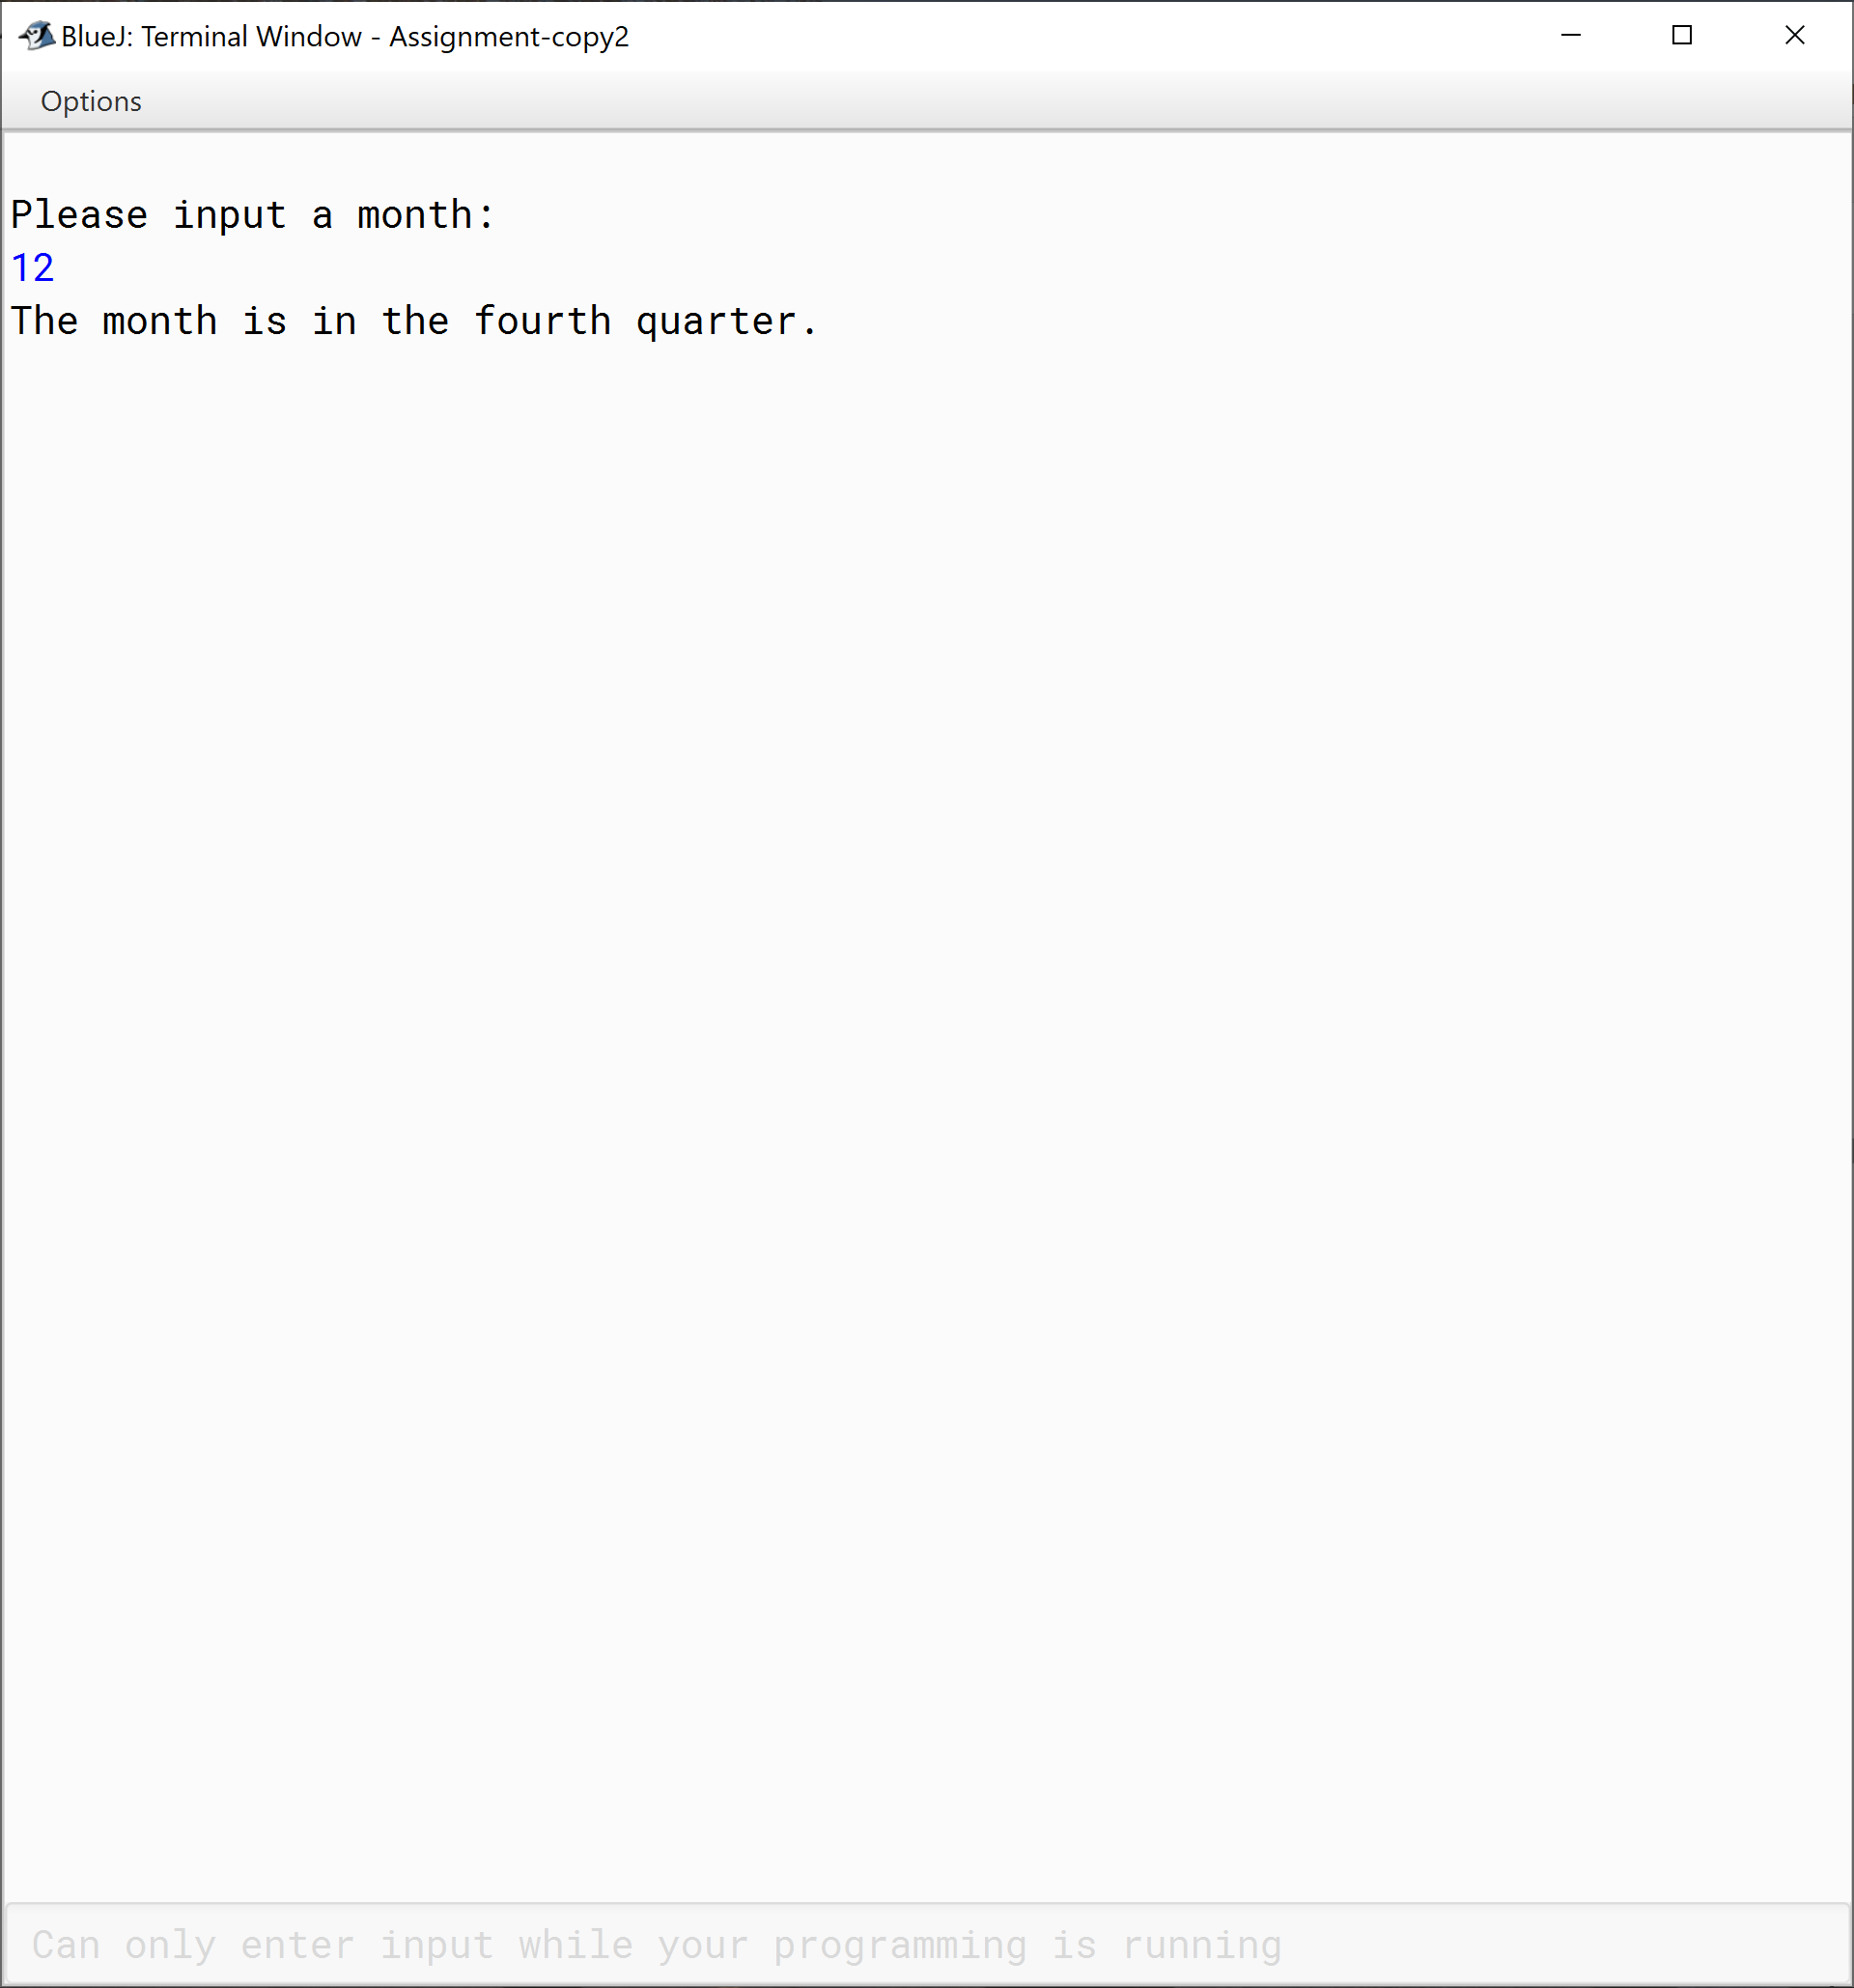 BlueJ: Terminal Window - Assignment-copy2
Options
Please input a month:
12
The month is in the fourth quarter.
Can only enter input while your programming is running